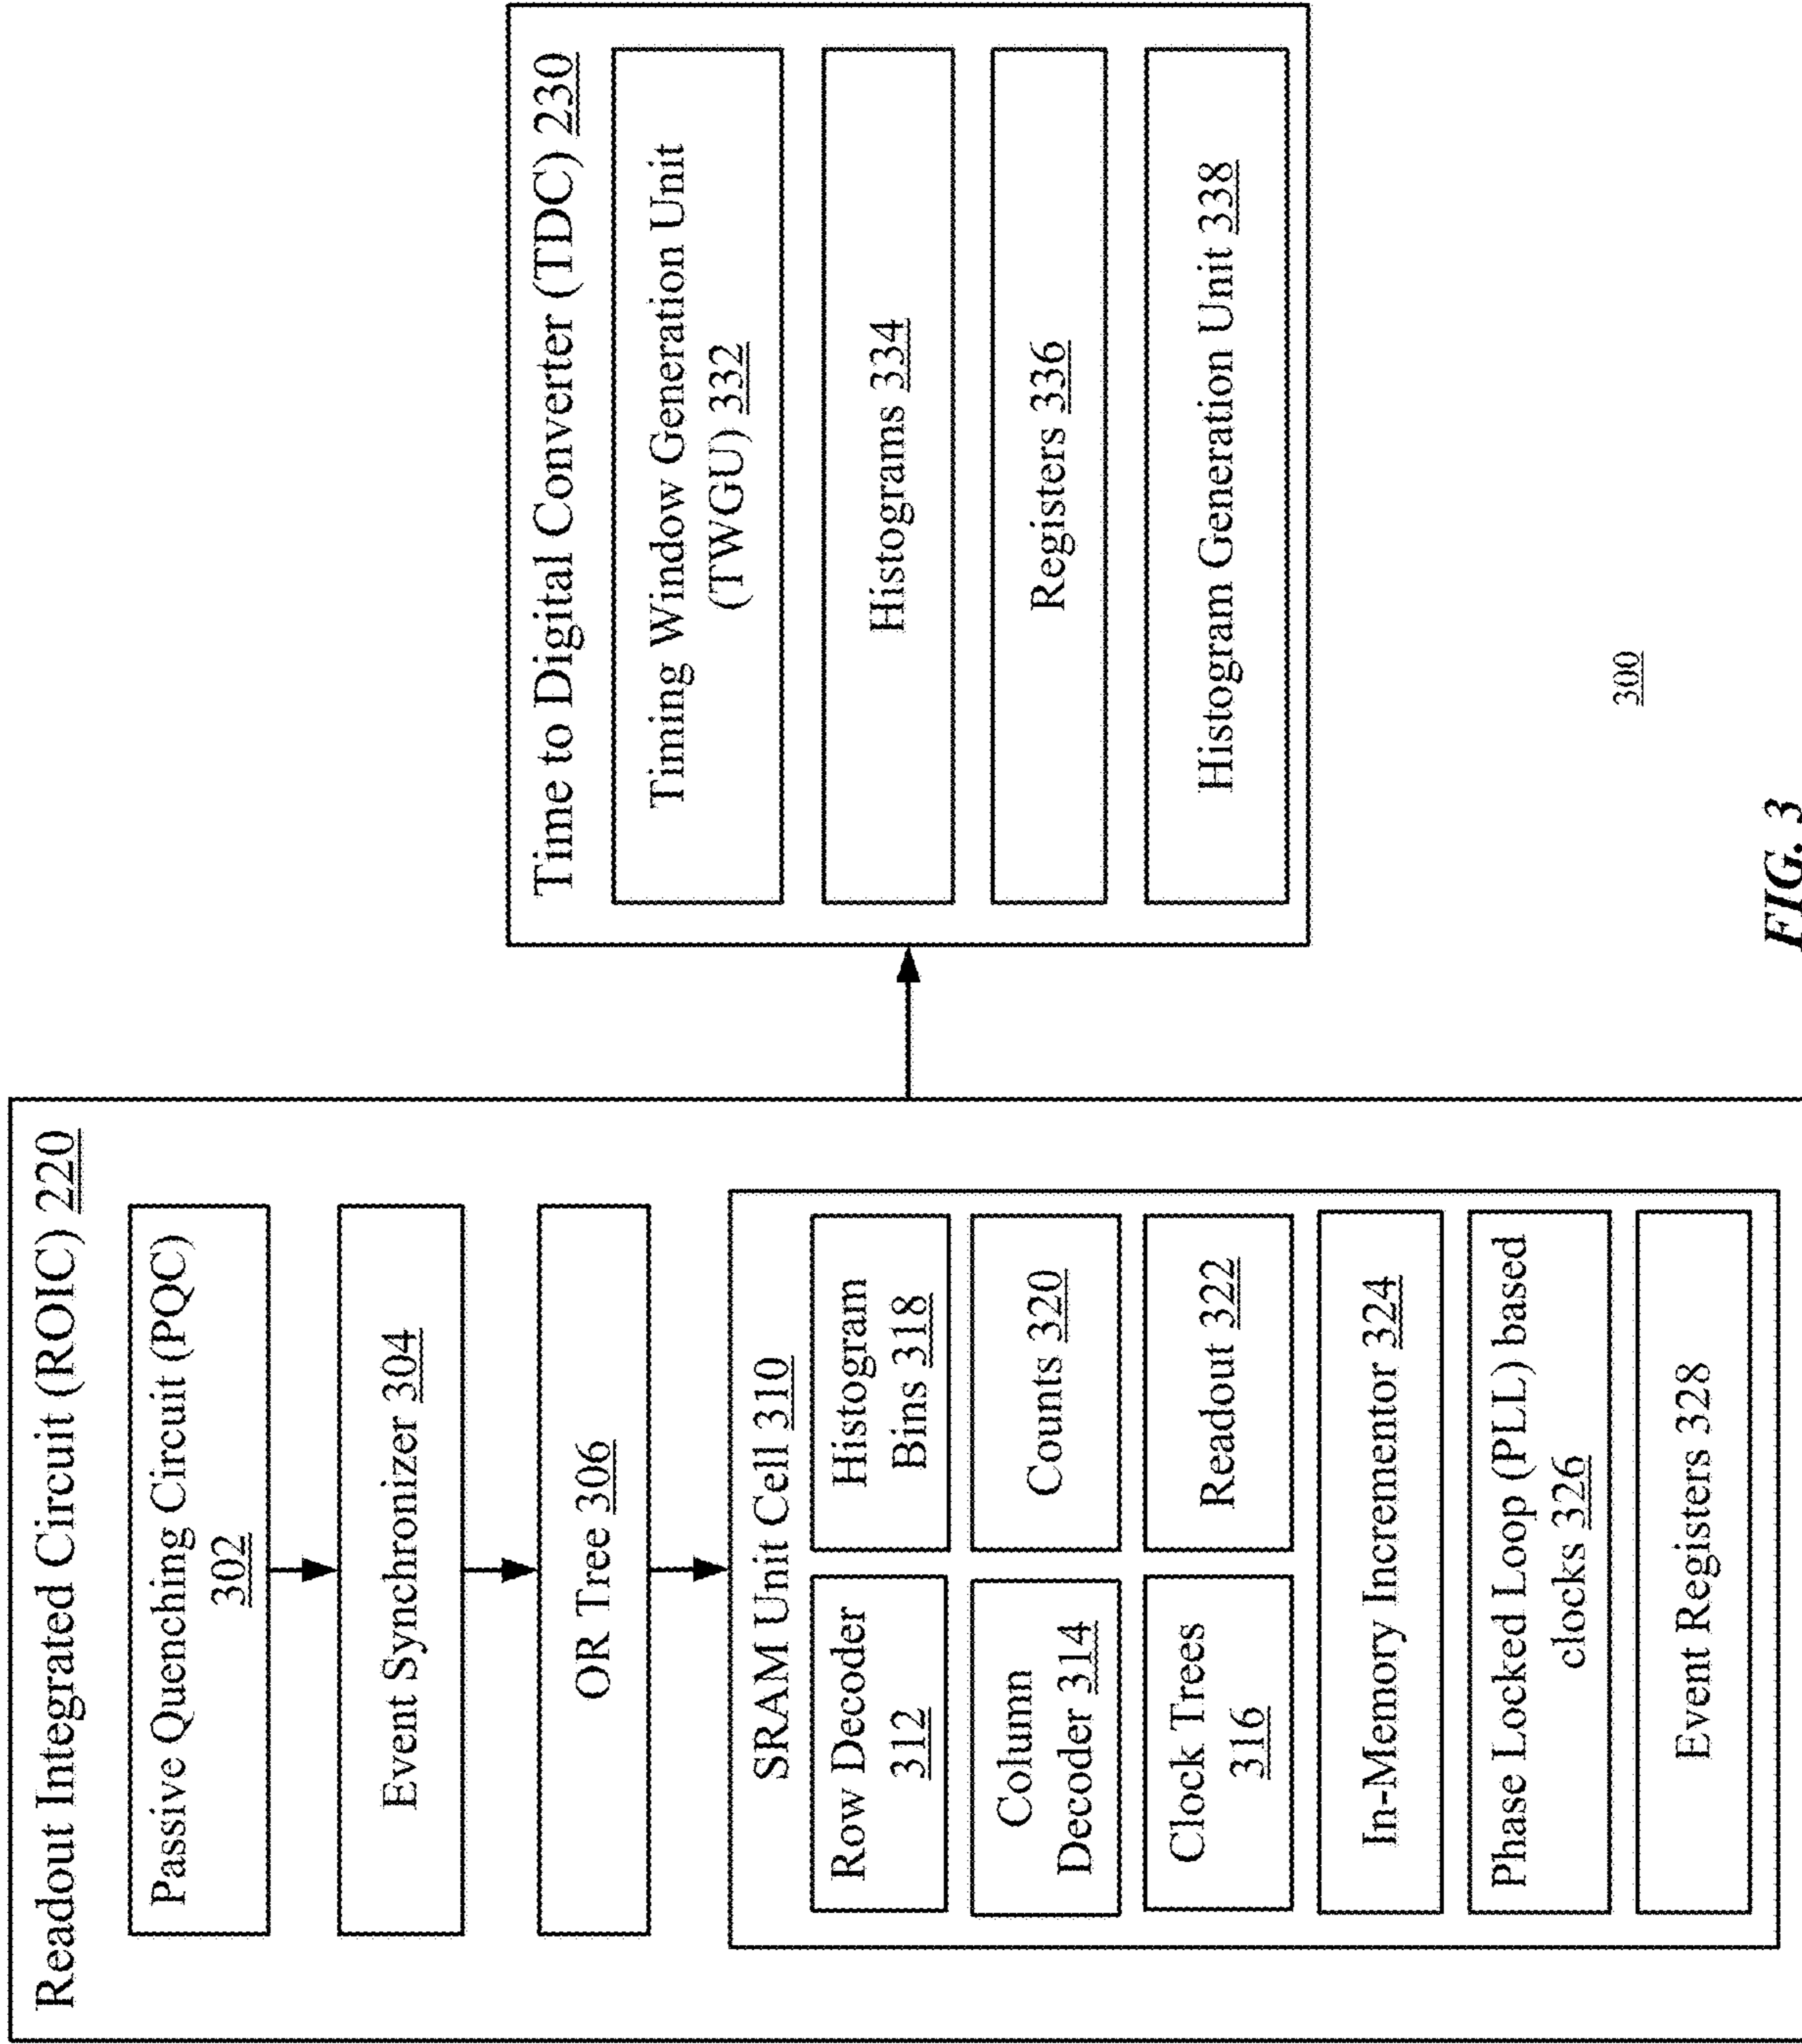 Readout Integrated Circuit (ROIC) 220
Passive Quenching Circuit (PQC)
302
Event Synchronizer 304
OR Tree 306
SRAM Unit Cell 310
Row Decoder
312
Histogram
Bins 318
Column
Decoder 314
Counts 320
Clock Trees
316
Readout 322
In-Memory Incrementor 324
Phase Locked Loop (PLL) based
clocks 326
Event Registers 328
Time to Digital Converter (TDC) 230
Timing Window Generation Unit
(TWGU) 332
Histograms 334
Registers 336
Histogram Generation Unit 338
300
FIG. 3